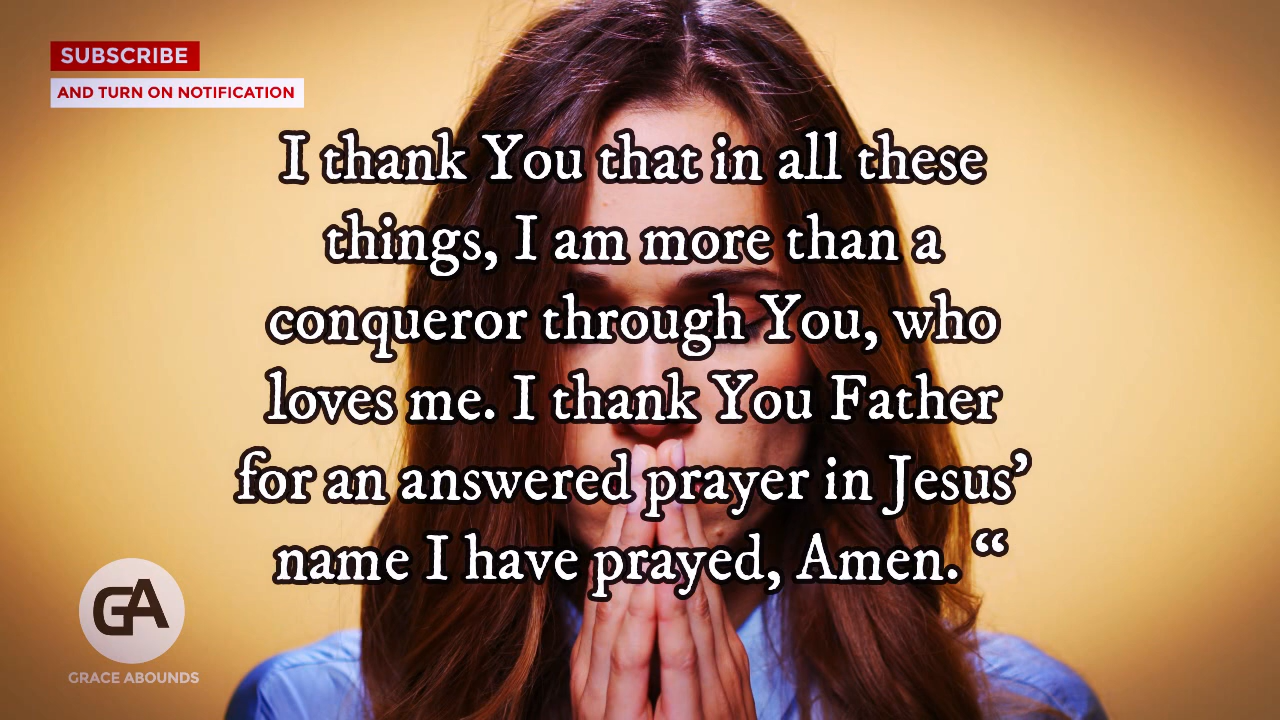 SUBSCRIBE
AND TURN ON NOTIFICATION
I thank You that in all these
things, I am more than a
conqueror through You, who
loves me. I thank You Father
for an answered prayer in Jesus’
name I have prayed, Amen. “
GA
GRACE ABOUNDS